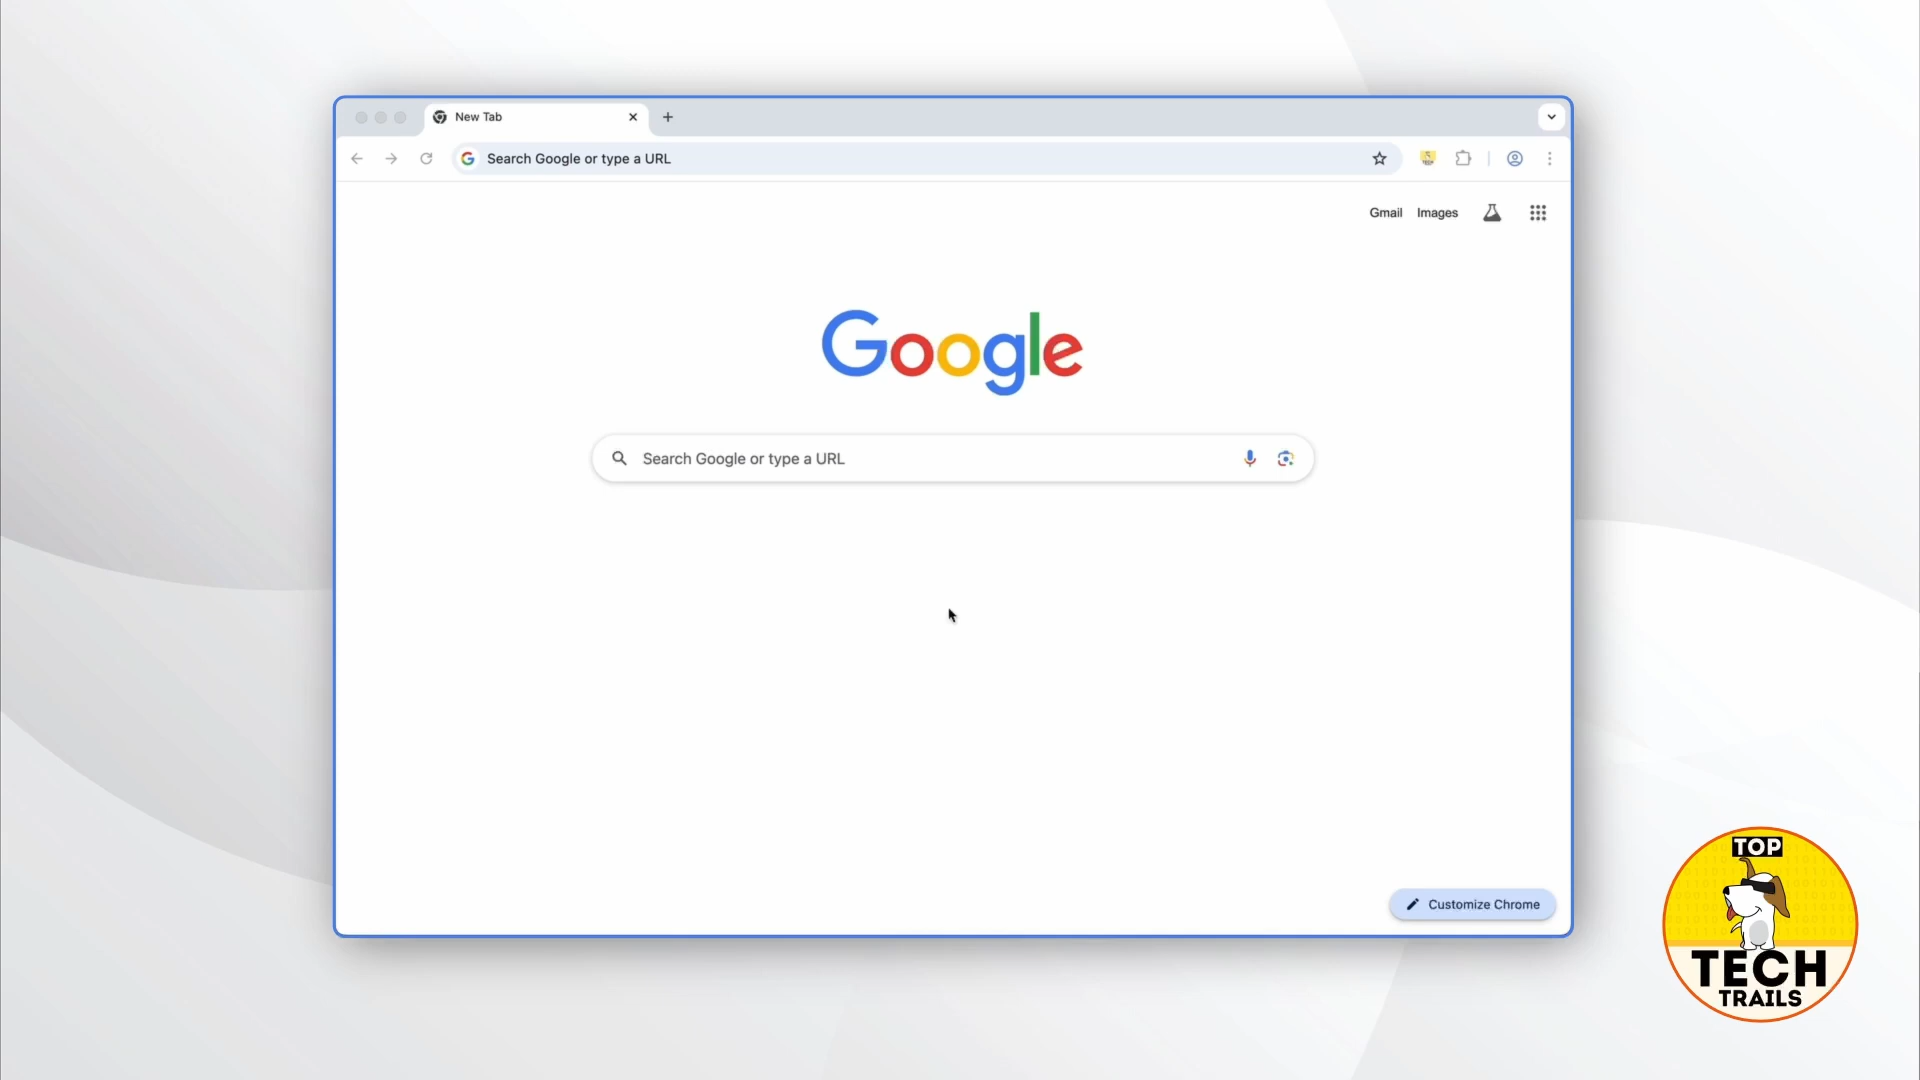 New Tab
Search Google or type a URL
Gmail Images
Google
Search Google or type a URL
Customize Chrome
TOP
TECH
TRAILS